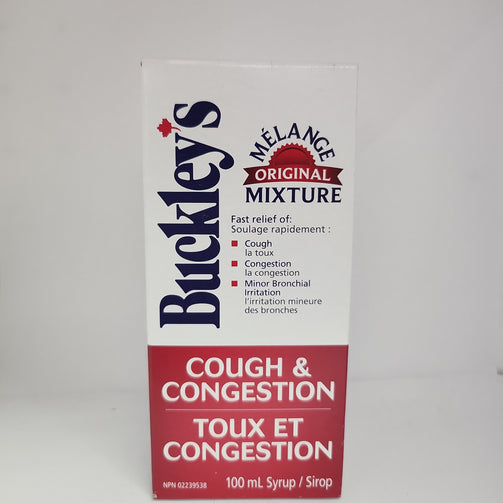 Buckley's
MÉLANGE
ORIGINAL
MIXTURE
Fast relief of:
Soulage rapidement :
Cough
la toux
Congestion
la congestion
Minor Bronchial
Irritation
l'irritation mineure
des bronches
COUGH &
CONGESTION
TOUX ET
CONGESTION
NPN 02239538
100 mL Syrup / Sirop